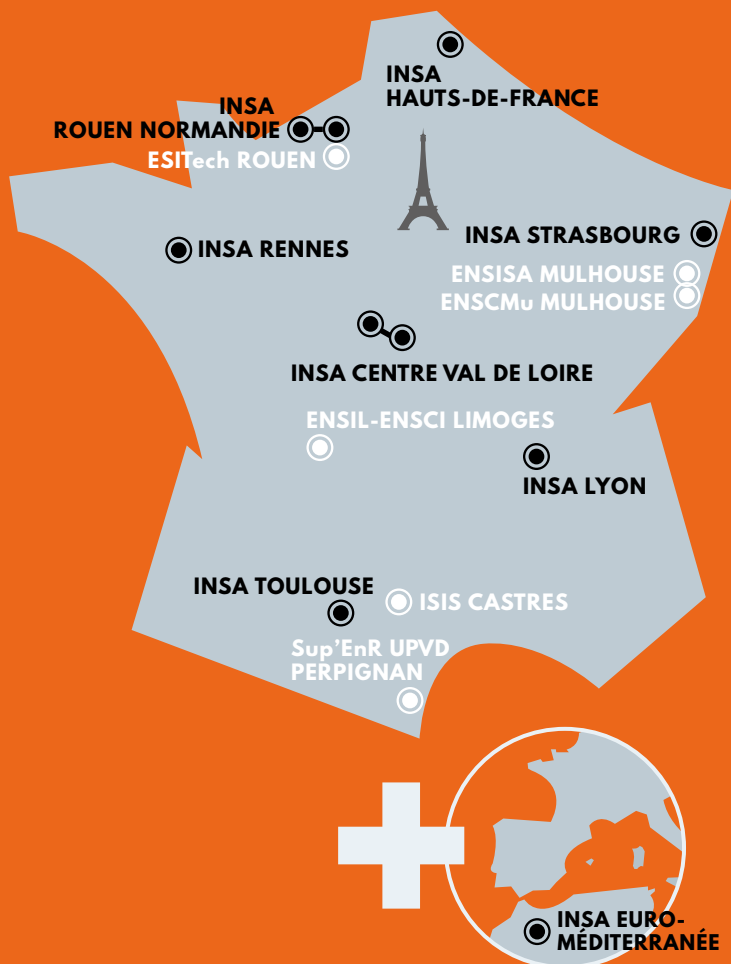 INSA
HAUTS-DE-FRANCE
INSA
ROUEN NORMANDIE
ESITech ROUEN
INSA RENNES
INSA STRASBOURG
ENSISA MULHOUSE
ENSCMu MULHOUSE
INSA CENTRE VAL DE LOIRE
ENSIL-ENSCI LIMOGES
INSA LYON
INSA TOULOUSE
ISIS CASTRES
Sup'EnR UPVD
PERPIGNAN
INSA EURO-
MÉDITERRANÉE